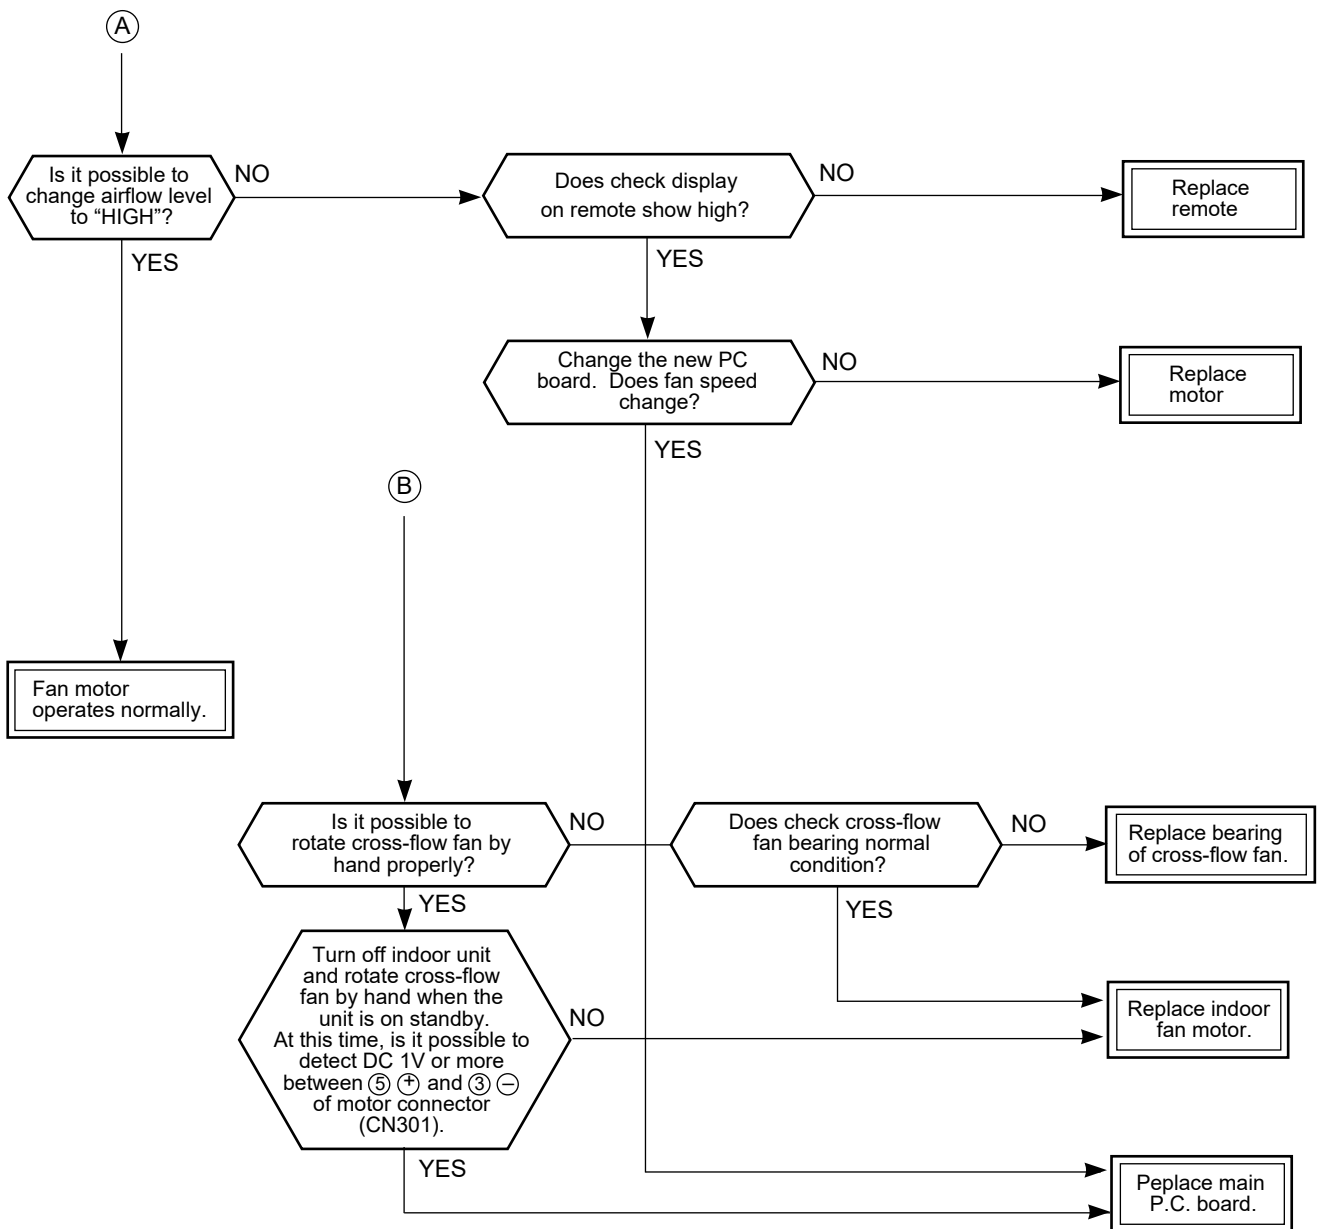 A
Is it possible to
change airflow level
to “HIGH”?
NO
YES
Does check display
on remote show high?
NO
YES
Replace
remote
Change the new PC
board.  Does fan speed
change?
NO
YES
Replace
motor
B
Fan motor
operates normally.
Is it possible to
rotate cross-flow fan by
hand properly?
NO
YES
Does check cross-flow
fan bearing normal
condition?
NO
YES
Replace bearing
of cross-flow fan.
Turn off indoor unit
and rotate cross-flow
fan by hand when the
unit is on standby.
At this time, is it possible to
detect DC 1V or more
between ⑤ ⊕ and ③ ⊖
of motor connector
(CN301).
NO
YES
Replace indoor
fan motor.
Peplace main
P.C. board.